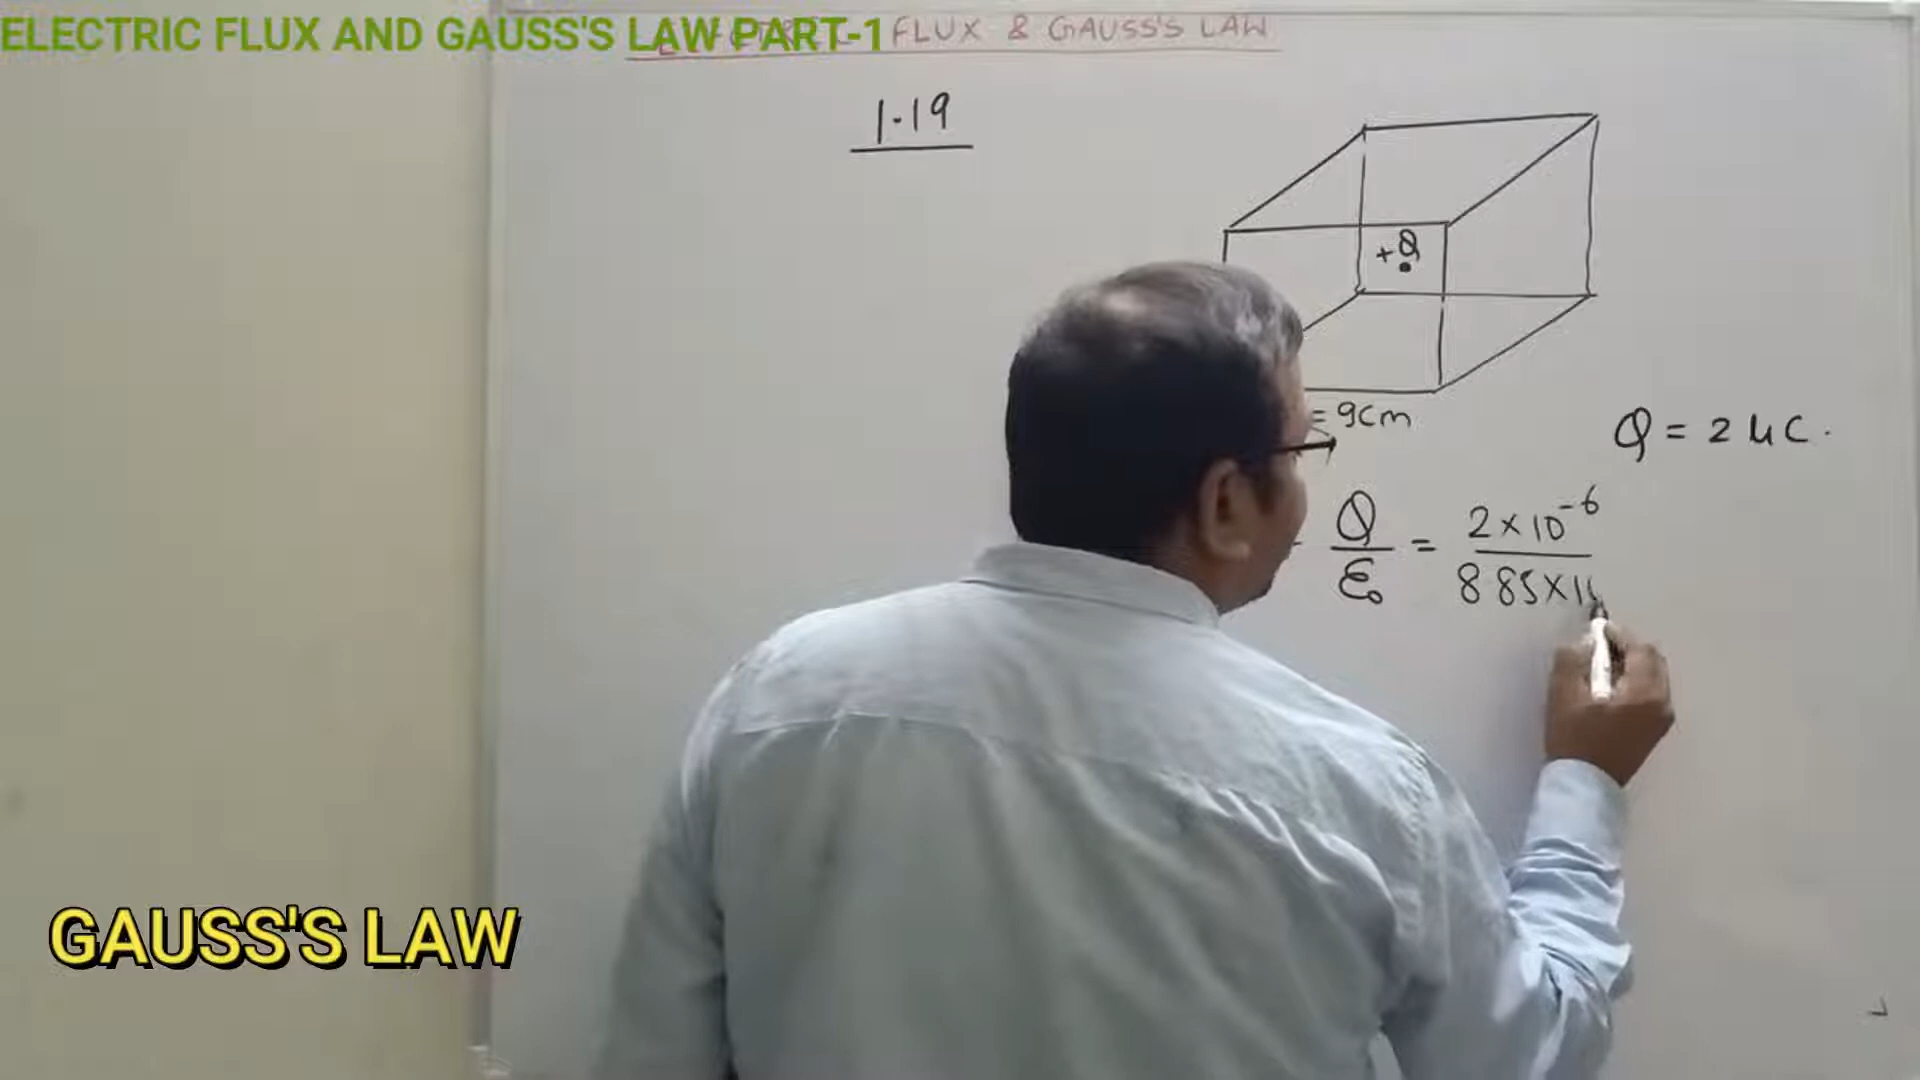 ELECTRIC FLUX AND GAUSS'S LAW PART-1
FLUX & GAUSS'S LAW
1.19
+Q
= 9cm
Q = 2 μC.
Q/ε₀ = 2×10⁻⁶/8.85×1
GAUSS'S LAW